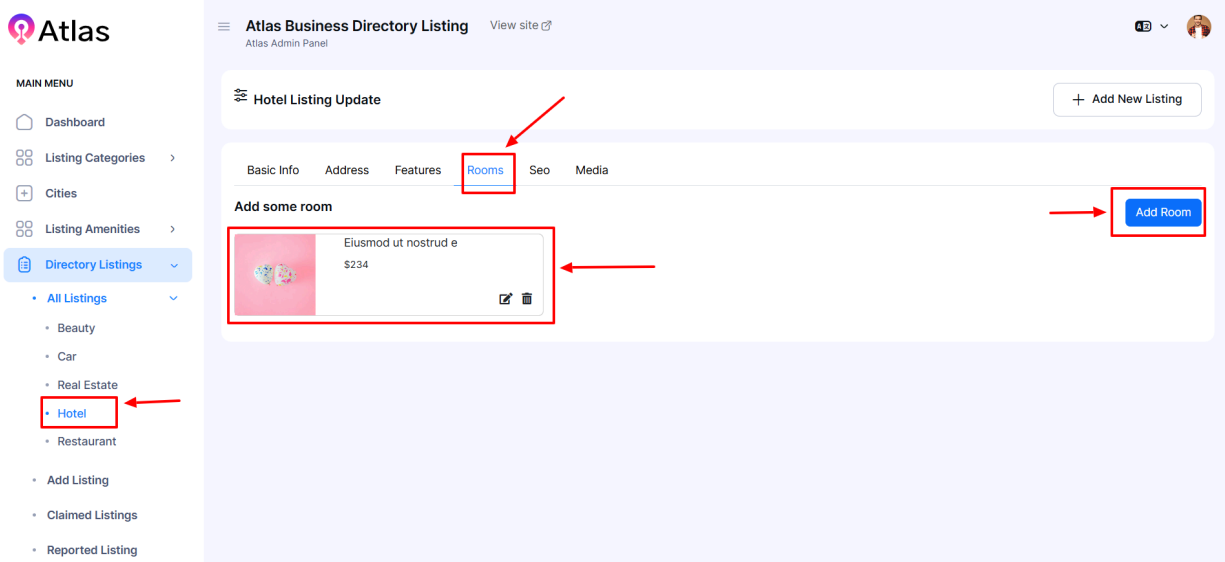 Atlas
MAIN MENU
Dashboard
Listing Categories
Cities
Listing Amenities
Directory Listings
All Listings
Beauty
Car
Real Estate
Hotel
Restaurant
Add Listing
Claimed Listings
Reported Listing
Atlas Business Directory Listing View site
Atlas Admin Panel
Hotel Listing Update
+ Add New Listing
Basic Info Address Features Rooms Seo Media
Add some room
Add Room
Eiusmod ut nostrud e
$234